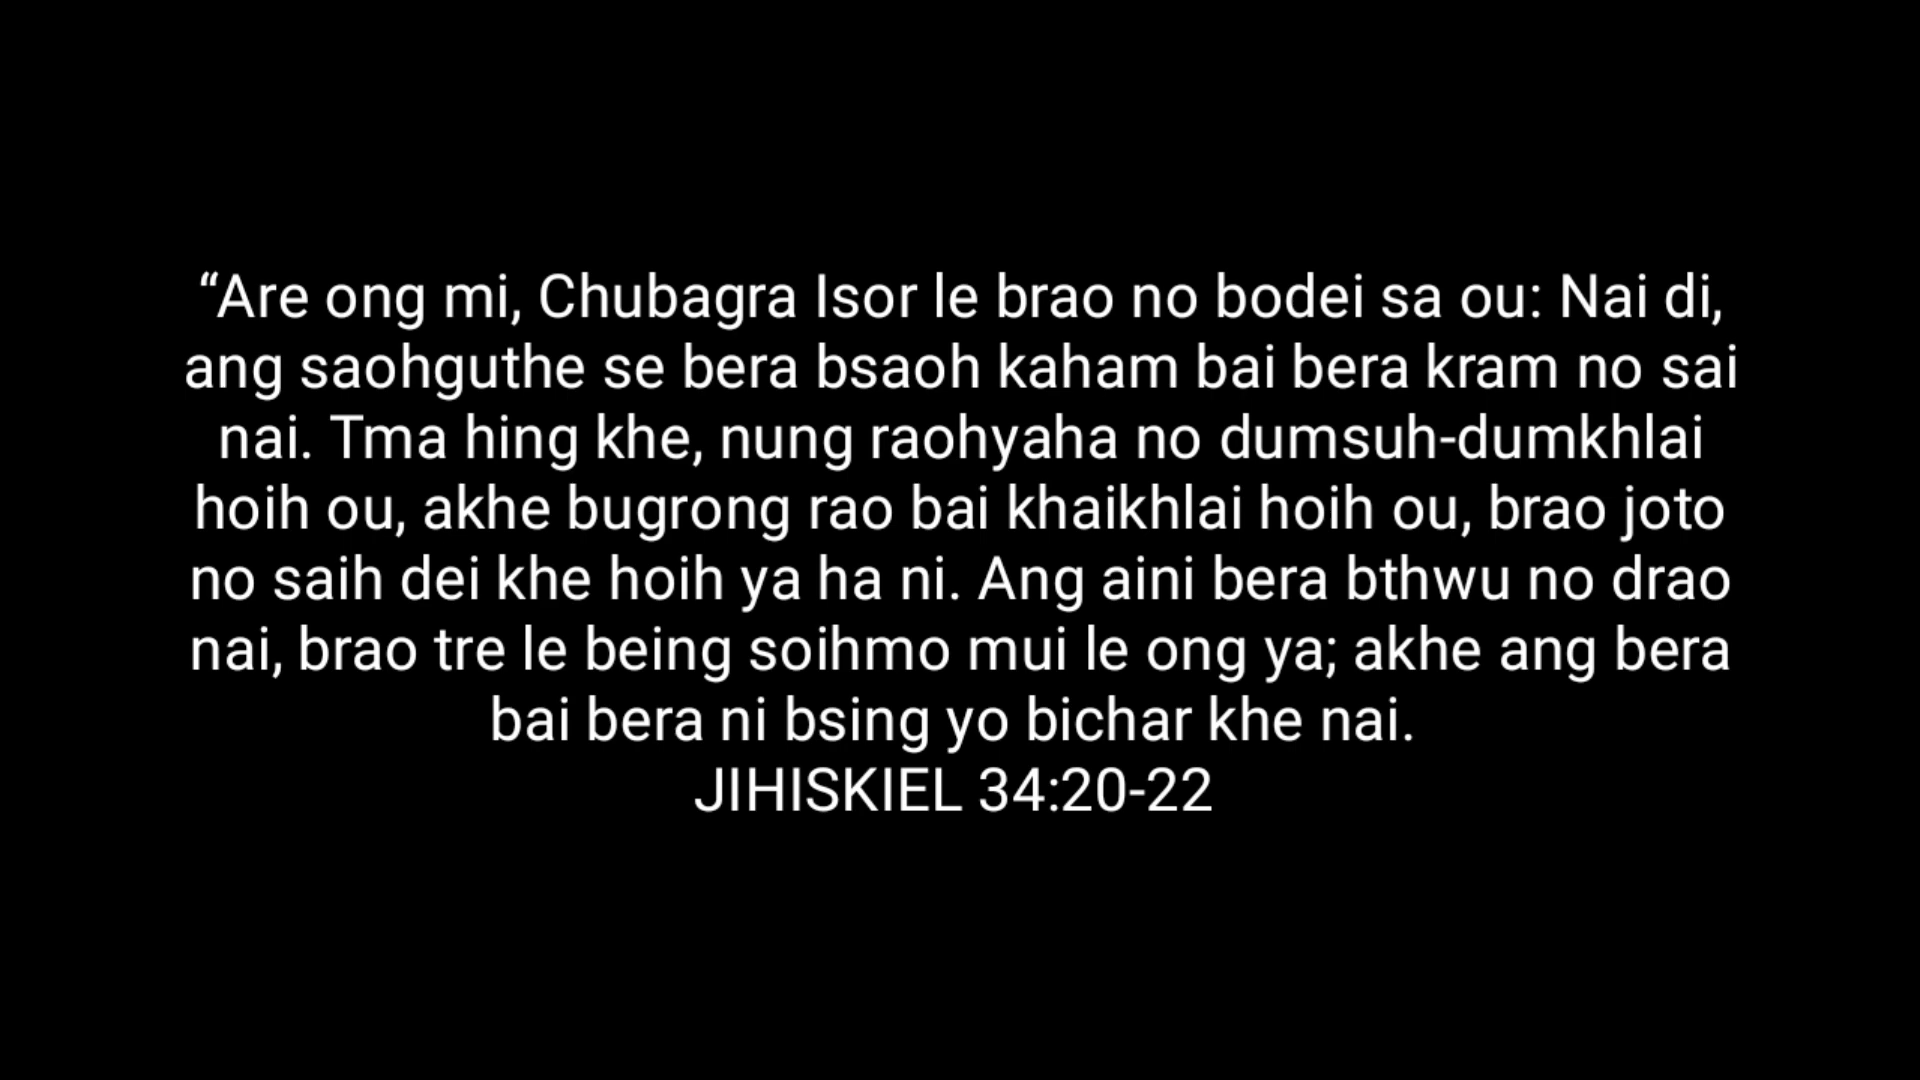 “Are ong mi, Chubagra Isor le brao no bodei sa ou: Nai di,
ang saohguthe se bera bsaoh kaham bai bera kram no sai
nai. Tma hing khe, nung raohyaha no dumsuh-dumkhlai
hoih ou, akhe bugrong rao bai khaikhlai hoih ou, brao joto
no saih dei khe hoih ya ha ni. Ang aini bera bthwu no drao
nai, brao tre le being soihmo mui le ong ya; akhe ang bera
bai bera ni bsing yo bichar khe nai.
JIHISKIEL 34:20-22